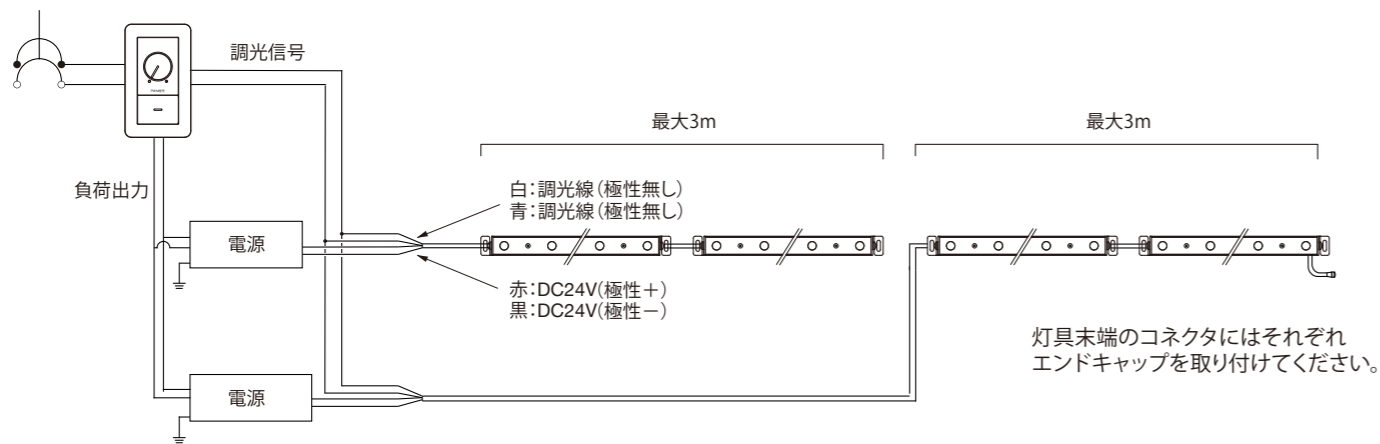 調光信号
最大3m
最大3m
負荷出力
白：調光線（極性無し）
青：調光線（極性無し）
電源
赤：DC24V（極性＋）
黒：DC24V（極性－）
灯具末端のコネクタにはそれぞれ
エンドキャップを取り付けてください。
電源